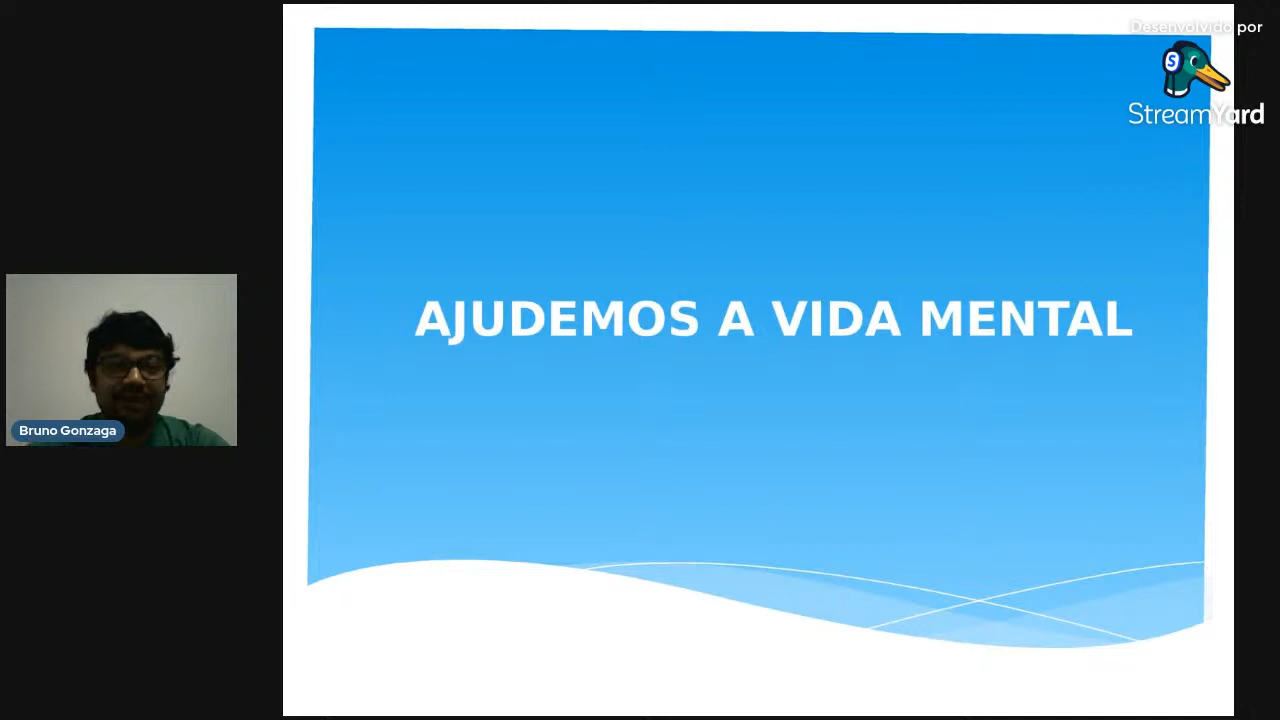 Desenvolvido por
S
StreamYard
AJUDEMOS A VIDA MENTAL
Bruno Gonzaga